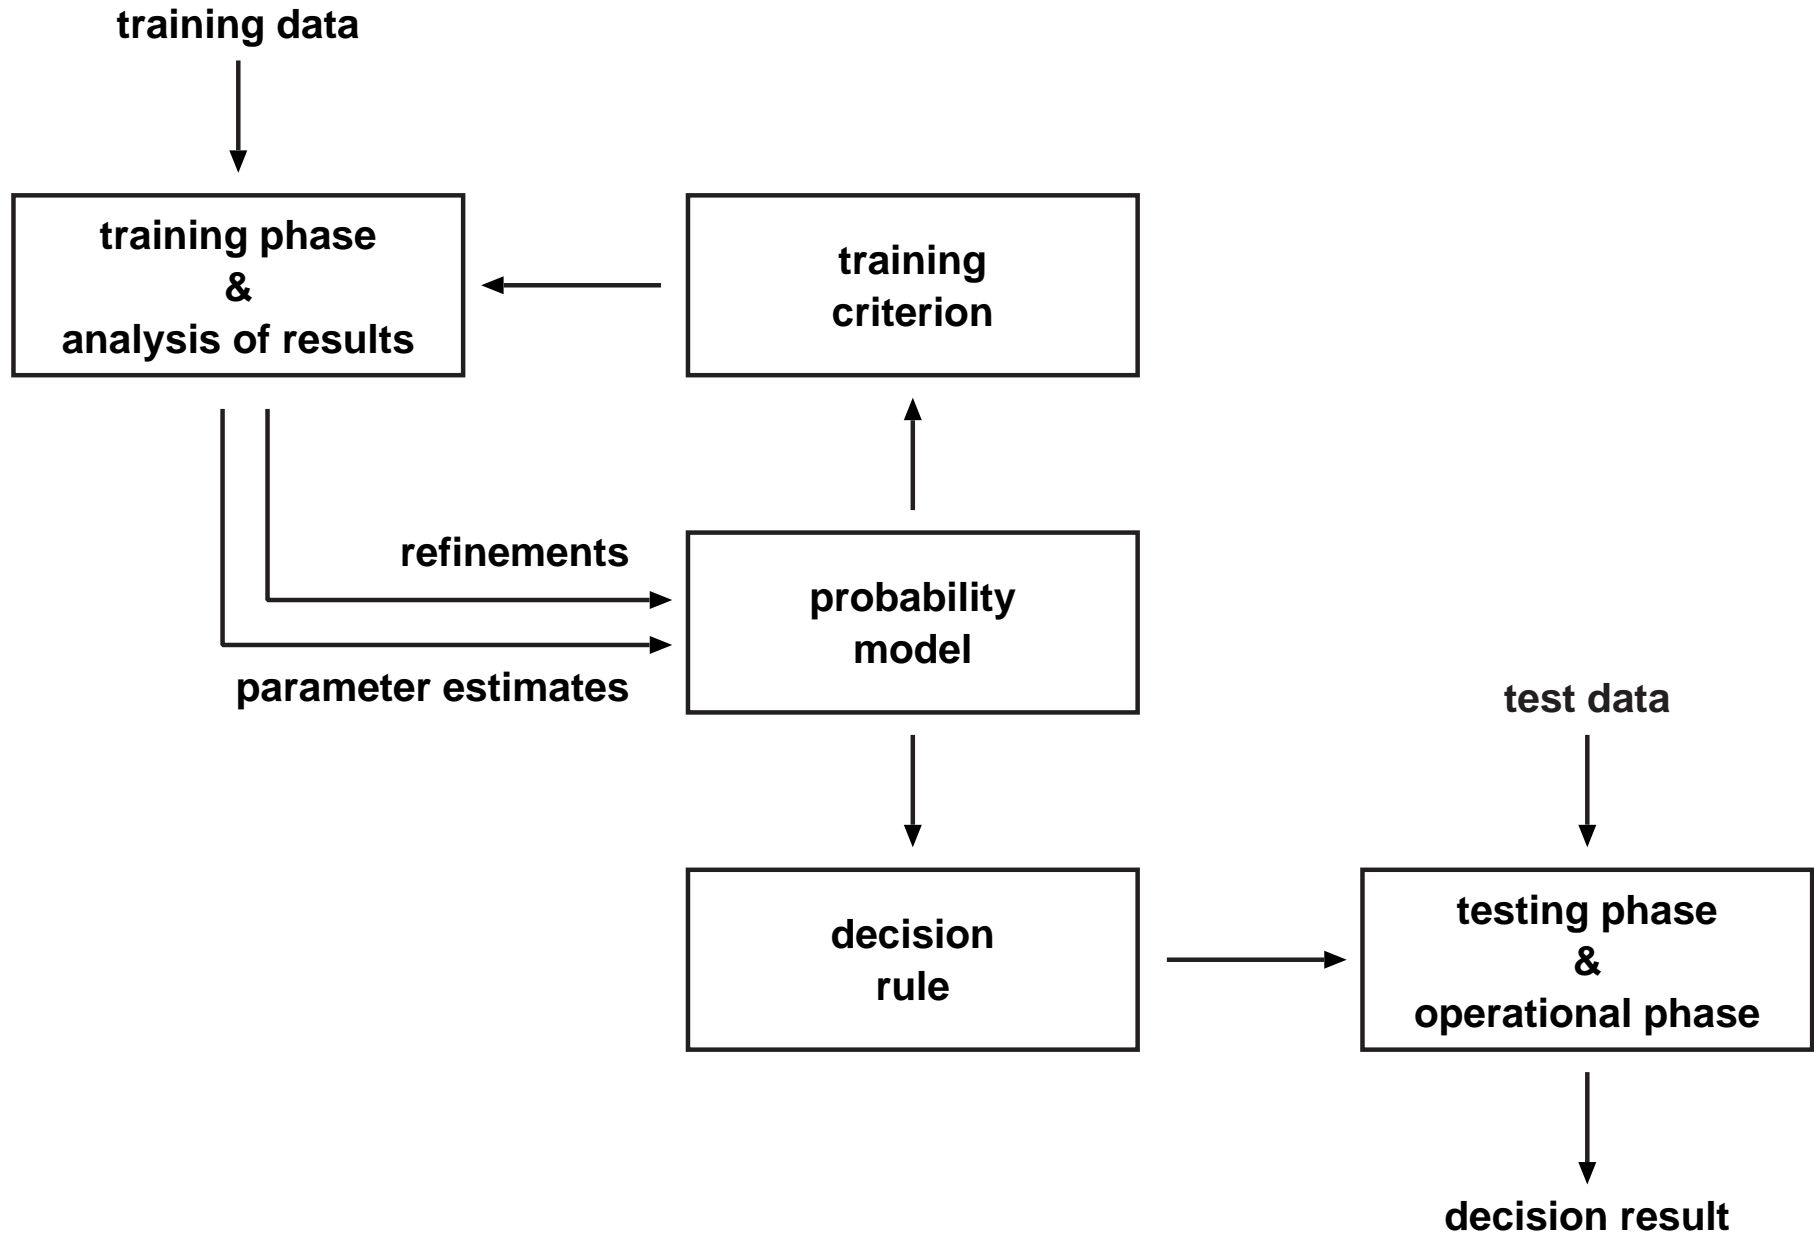 training data
training phase
&
analysis of results
training
criterion
refinements
parameter estimates
probability
model
test data
decision
rule
testing phase
&
operational phase
decision result